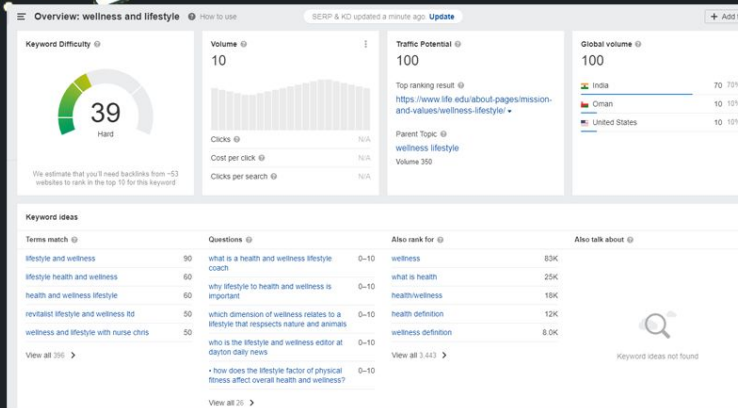 Overview: wellness and lifestyle
How to use
SERP & KD updated a minute ago Update
Keyword Difficulty
39
Hard
We estimate that you'll need backlinks from ~53
websites to rank in the top 10 for this keyword
Volume
10
Clicks N/A
Cost per click N/A
Clicks per search N/A
Traffic Potential
100
Top ranking result
https://www.life.edu/about-pages/mission-
and-values/wellness-lifestyle/
Parent Topic
wellness lifestyle
Volume 350
Global volume
100
India 70 70%
Oman 10 10%
United States 10 10%
Keyword ideas
Terms match
lifestyle and wellness 90
lifestyle health and wellness 60
health and wellness lifestyle 60
revitalist lifestyle and wellness ltd 50
wellness and lifestyle with nurse chris 50
View all 396
Questions
what is a health and wellness lifestyle 0–10
coach
why lifestyle to health and wellness is 0–10
important
which dimension of wellness relates to a 0–10
lifestyle that respsects nature and animals
who is the lifestyle and wellness editor at 0–10
dayton daily news
• how does the lifestyle factor of physical 0–10
fitness affect overall health and wellness?
View all 26
Also rank for
wellness 83K
what is health 25K
health/wellness 18K
health definition 12K
wellness definition 8.0K
View all 3,443
Also talk about
Keyword ideas not found